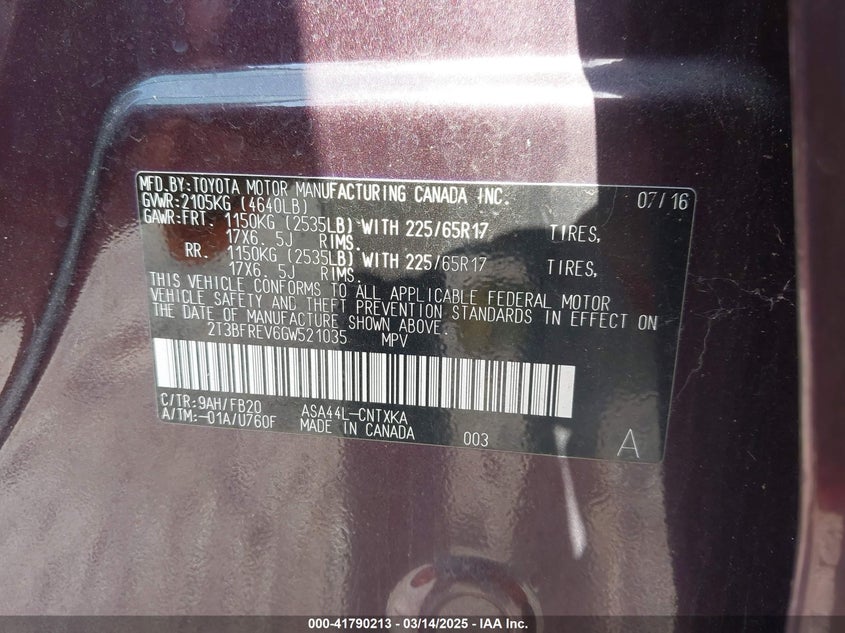 MFD.BY:TOYOTA MOTOR MANUFACTURING CANADA INC. 07/16
GVWR:2105KG (4640LB)
GAWR:FRT. 1150KG (2535LB) WITH 225/65R17 TIRES,
17X6.5J RIMS.
RR. 1150KG (2535LB) WITH 225/65R17 TIRES,
17X6.5J RIMS.
THIS VEHICLE CONFORMS TO ALL APPLICABLE FEDERAL MOTOR
VEHICLE SAFETY AND THEFT PREVENTION STANDARDS IN EFFECT ON
THE DATE OF MANUFACTURE SHOWN ABOVE.
2T3BFREV6GW521035 MPV
C/TR:9AH/FB20 ASA44L-CNTXKA
A/TM:-01A/U760F MADE IN CANADA 003 A
000-41790213 - 03/14/2025 - IAA Inc.